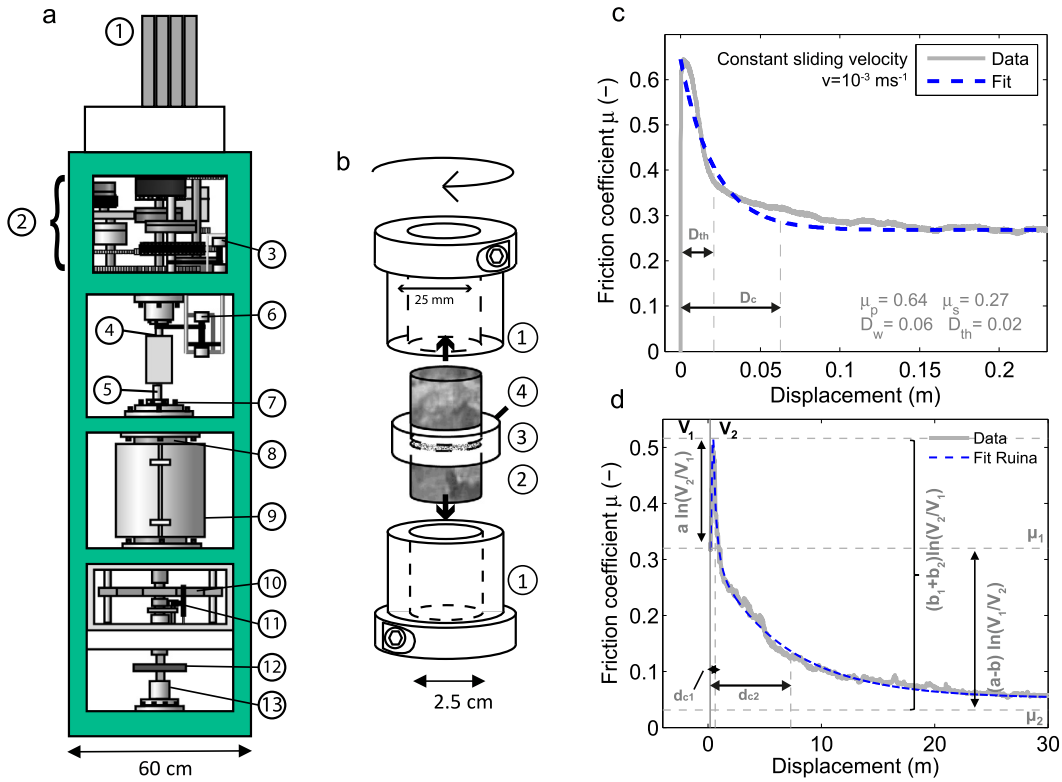 a
1
2
3
4
6
5
7
8
9
10
11
12
13
60 cm
b
25 mm
1
4
3
2
1
2.5 cm
c
Constant sliding velocity
v=10⁻³ ms⁻¹
Data
Fit
Friction coefficient μ (−)
0.6
0.5
0.4
0.3
0.2
0.1
0
Dth
Dc
μp = 0.64 μs = 0.27
Dw = 0.06 Dth = 0.02
0
0.05
0.1
0.15
0.2
Displacement (m)
d
V₁ V₂
Data
Fit Ruina
Friction coefficient μ (−)
0.5
0.4
0.3
0.2
0.1
0
a ln(V₂/V₁)
(b₁+b₂)ln(V₂/V₁)
(a-b) ln(V₁/V₂)
μ₁
μ₂
dc1
dc2
0
10
20
30
40
30
Displacement (m)